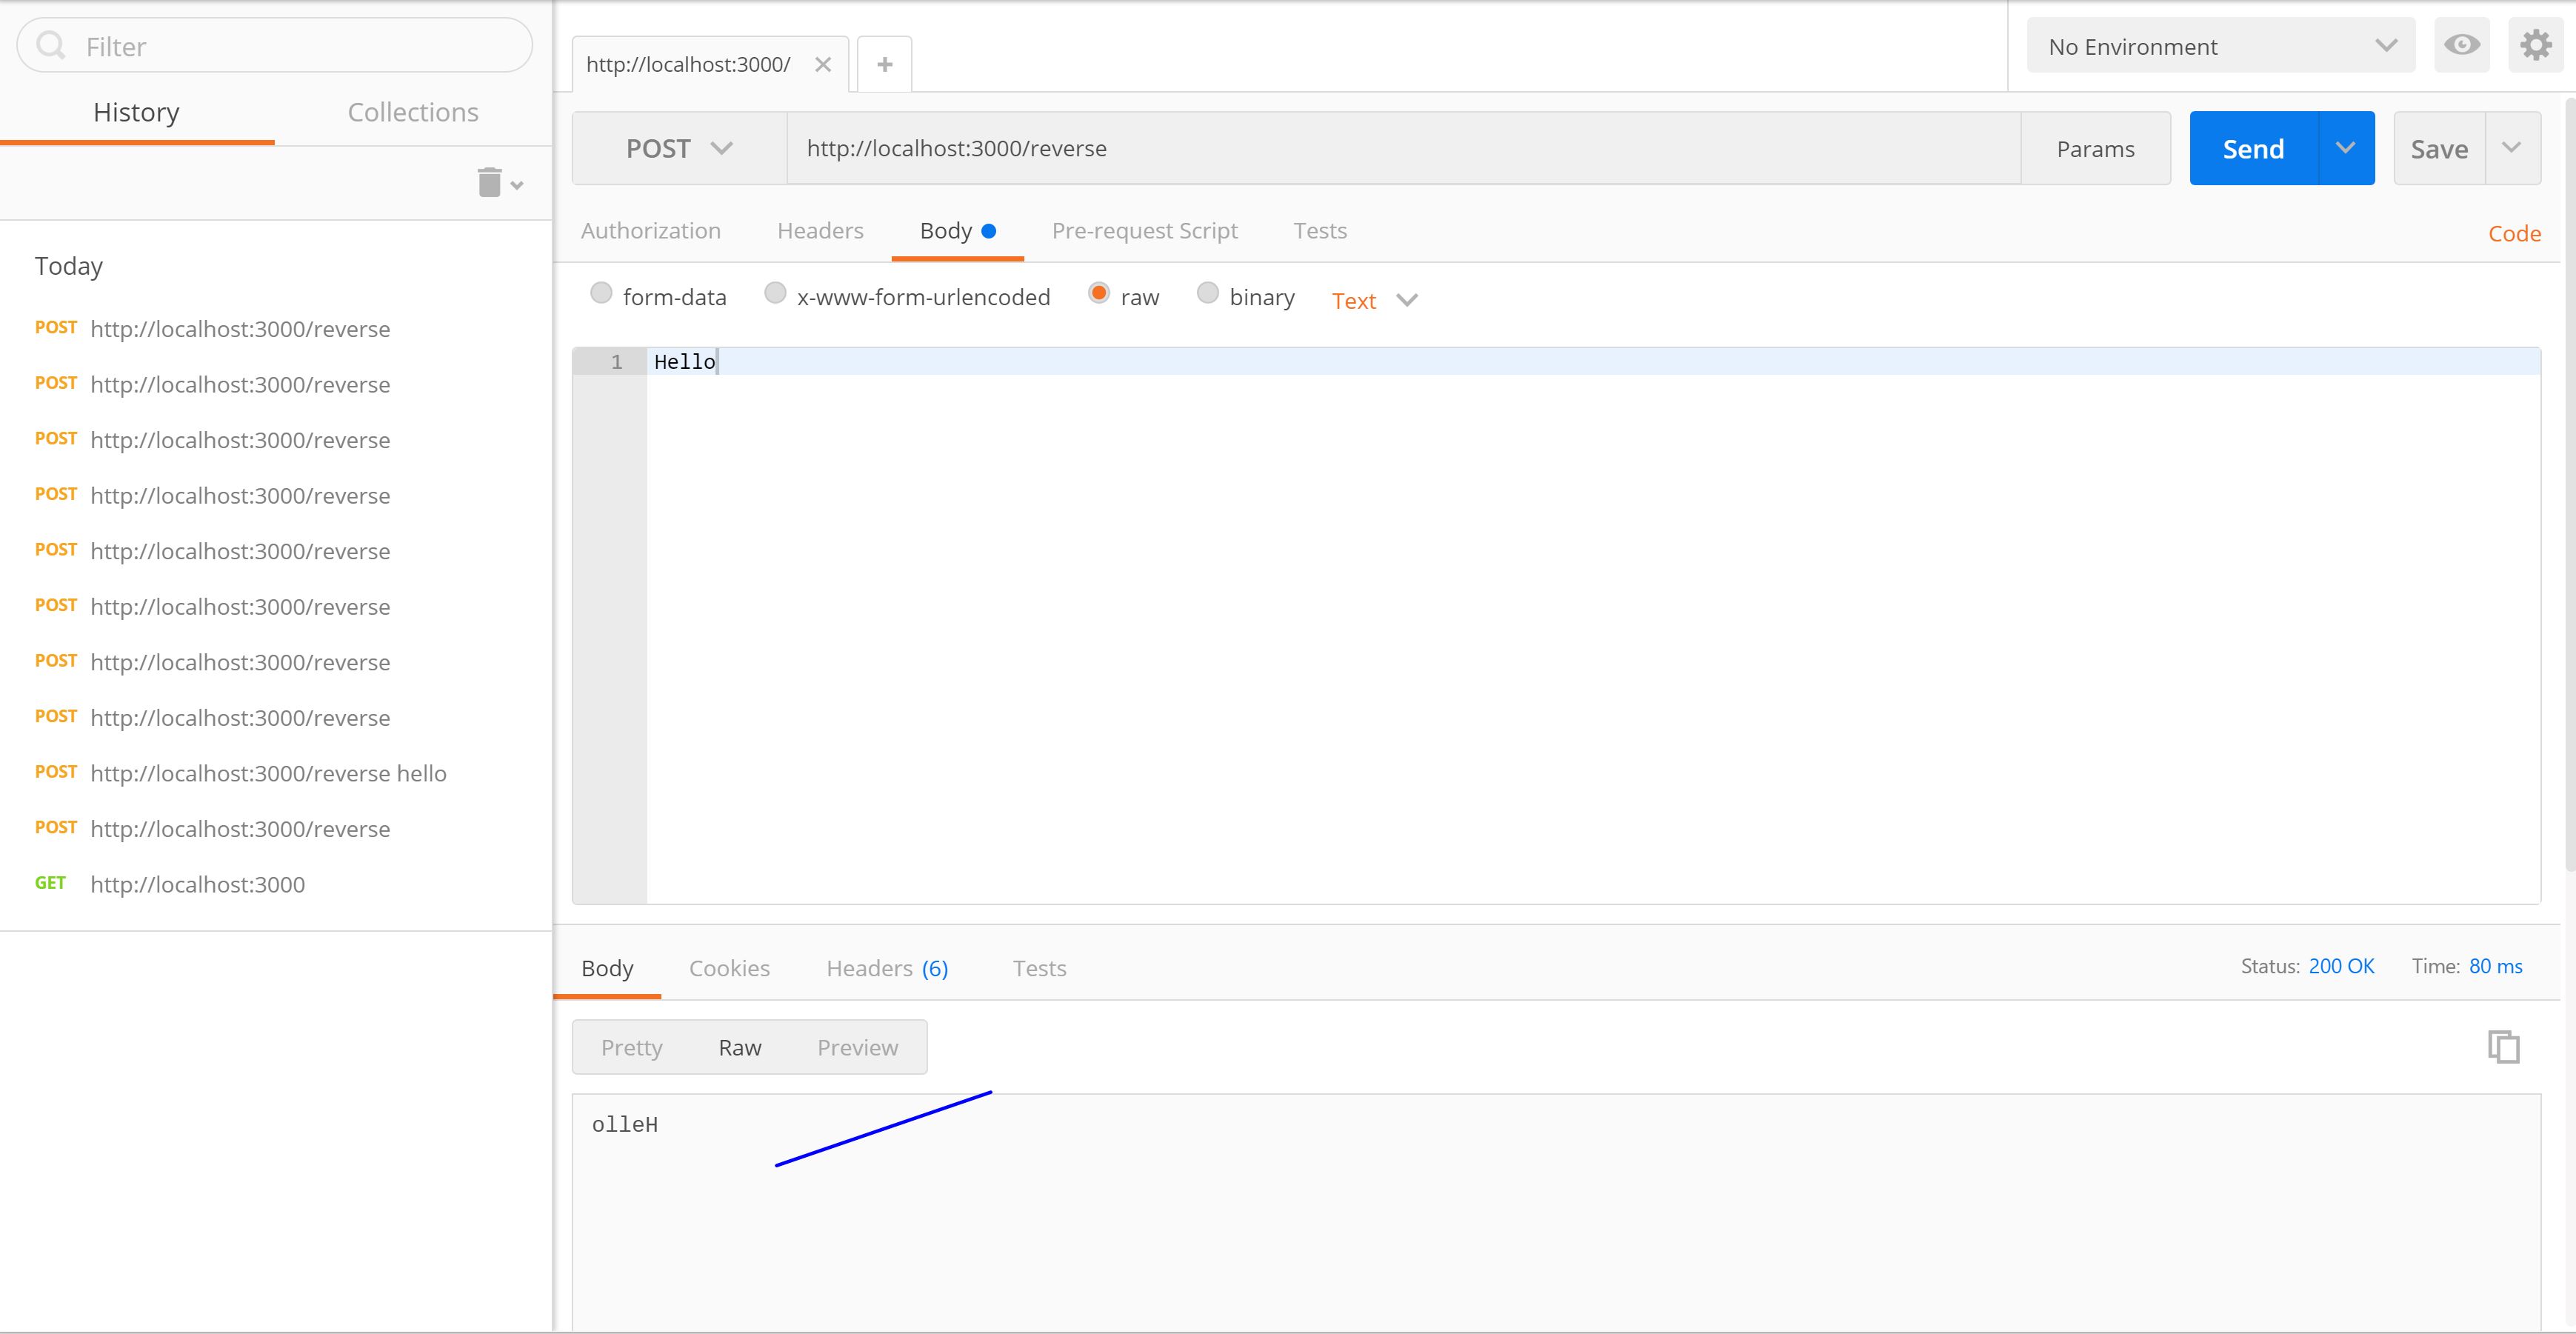 Filter
History Collections
Today
POST http://localhost:3000/reverse
POST http://localhost:3000/reverse
POST http://localhost:3000/reverse
POST http://localhost:3000/reverse
POST http://localhost:3000/reverse
POST http://localhost:3000/reverse
POST http://localhost:3000/reverse
POST http://localhost:3000/reverse
POST http://localhost:3000/reverse hello
POST http://localhost:3000/reverse
GET http://localhost:3000
http://localhost:3000/
No Environment
POST http://localhost:3000/reverse Params Send Save
Authorization Headers Body Pre-request Script Tests Code
form-data x-www-form-urlencoded raw binary Text
1 Hello
Body Cookies Headers (6) Tests Status: 200 OK Time: 80 ms
Pretty Raw Preview
olleH